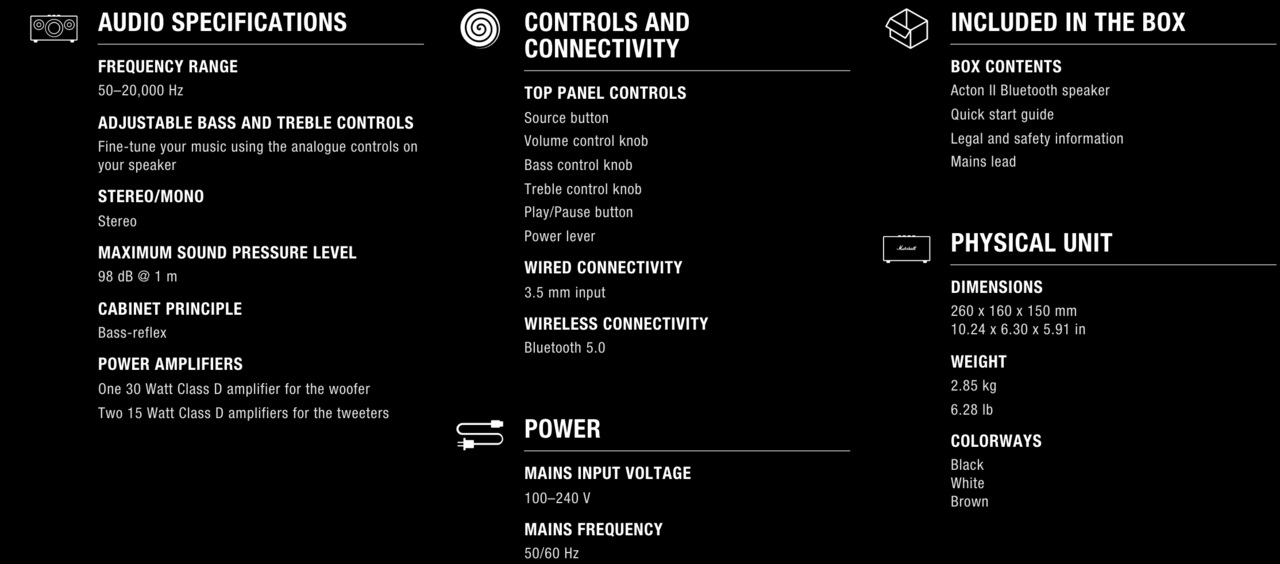 AUDIO SPECIFICATIONS
FREQUENCY RANGE
50–20,000 Hz
ADJUSTABLE BASS AND TREBLE CONTROLS
Fine-tune your music using the analogue controls on
your speaker
STEREO/MONO
Stereo
MAXIMUM SOUND PRESSURE LEVEL
98 dB @ 1 m
CABINET PRINCIPLE
Bass-reflex
POWER AMPLIFIERS
One 30 Watt Class D amplifier for the woofer
Two 15 Watt Class D amplifiers for the tweeters
CONTROLS AND
CONNECTIVITY
TOP PANEL CONTROLS
Source button
Volume control knob
Bass control knob
Treble control knob
Play/Pause button
Power lever
WIRED CONNECTIVITY
3.5 mm input
WIRELESS CONNECTIVITY
Bluetooth 5.0
POWER
MAINS INPUT VOLTAGE
100–240 V
MAINS FREQUENCY
50/60 Hz
INCLUDED IN THE BOX
BOX CONTENTS
Acton II Bluetooth speaker
Quick start guide
Legal and safety information
Mains lead
Marshall
PHYSICAL UNIT
DIMENSIONS
260 x 160 x 150 mm
10.24 x 6.30 x 5.91 in
WEIGHT
2.85 kg
6.28 lb
COLORWAYS
Black
White
Brown